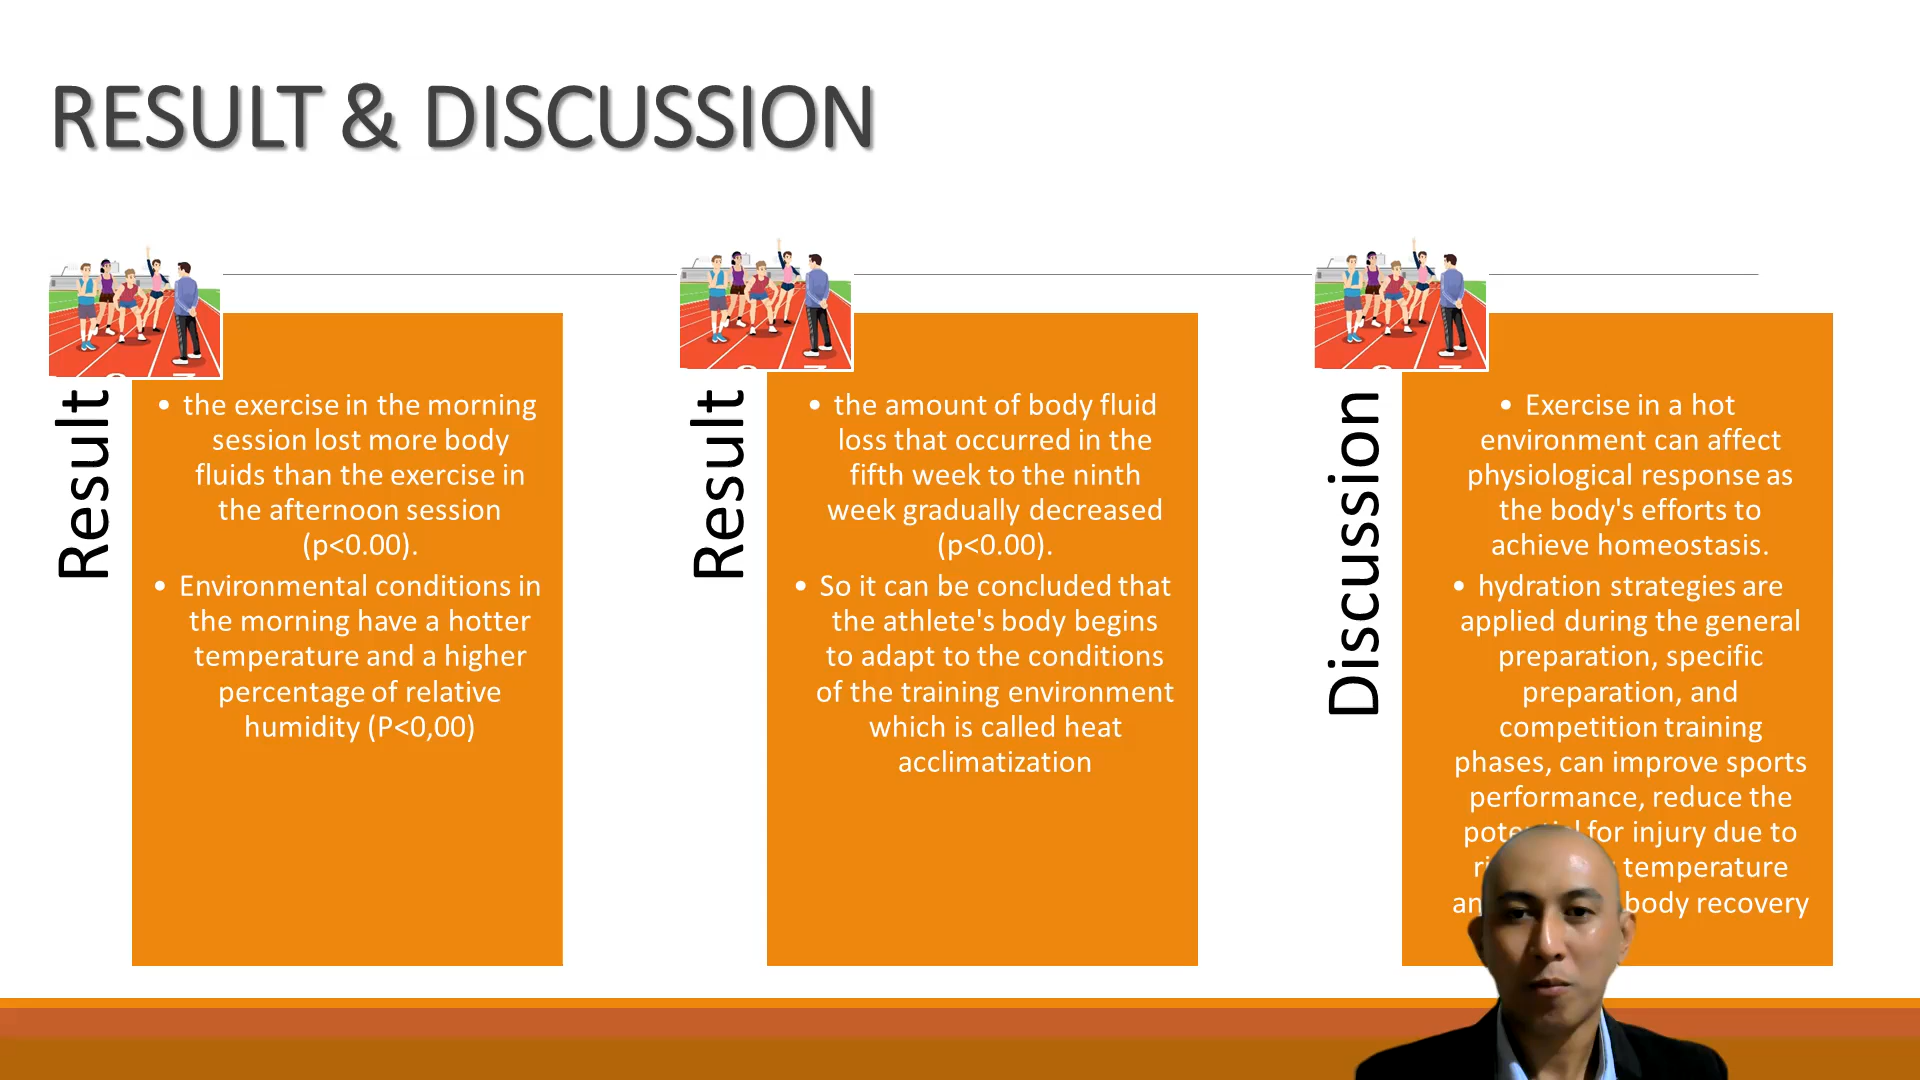 RESULT & DISCUSSION
Result
• the exercise in the morning
session lost more body
fluids than the exercise in
the afternoon session
(p<0.00).
• Environmental conditions in
the morning have a hotter
temperature and a higher
percentage of relative
humidity (P<0,00)
Result
• the amount of body fluid
loss that occurred in the
fifth week to the ninth
week gradually decreased
(p<0.00).
• So it can be concluded that
the athlete's body begins
to adapt to the conditions
of the training environment
which is called heat
acclimatization
Discussion
• Exercise in a hot
environment can affect
physiological response as
the body's efforts to
achieve homeostasis.
• hydration strategies are
applied during the general
preparation, specific
preparation, and
competition training
phases, can improve sports
performance, reduce the
for injury due to
temperature
body recovery